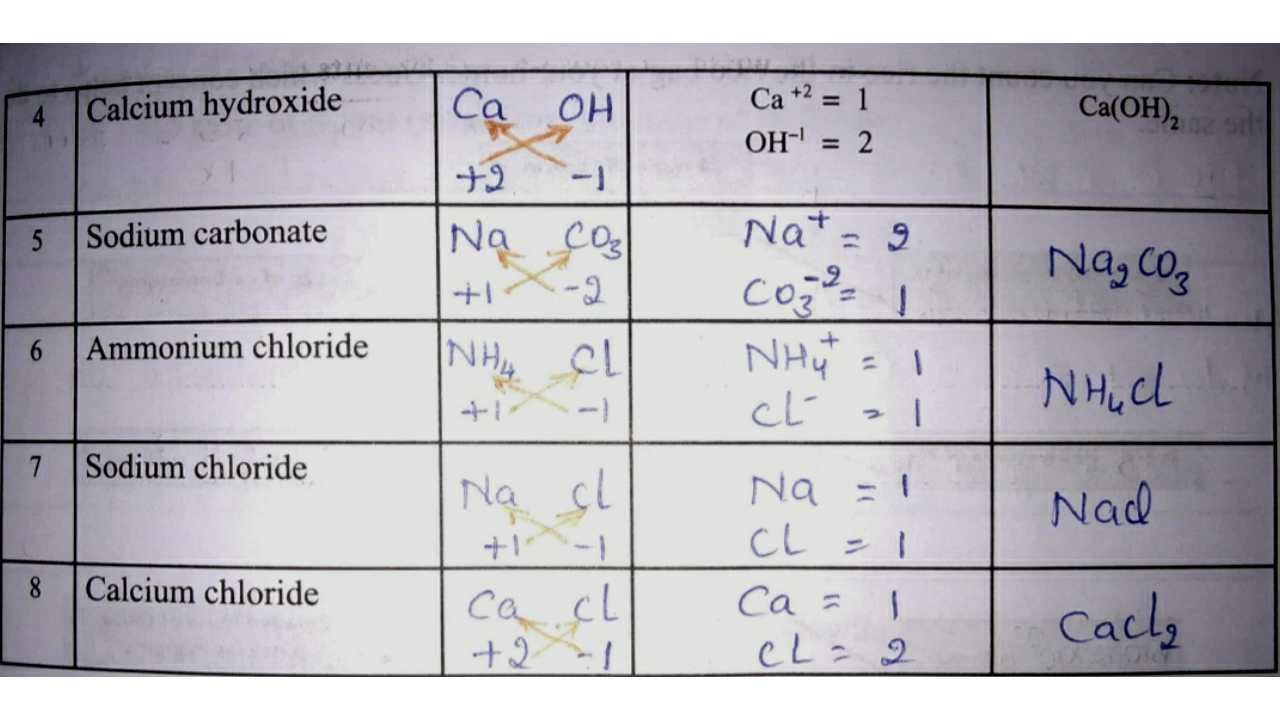 4 Calcium hydroxide Ca OH Ca⁺² = 1 Ca(OH)₂
+2 -1 OH⁻¹ = 2
5 Sodium carbonate Na CO₃ Na⁺ = 2 Na₂CO₃
+1 -2 CO₃⁻² = 1
6 Ammonium chloride NH₄ Cl NH₄⁺ = 1 NH₄Cl
+1 -1 Cl⁻ = 1
7 Sodium chloride Na Cl Na = 1 NaCl
+1 -1 CL = 1
8 Calcium chloride Ca Cl Ca = 1 CaCl₂
+2 -1 CL = 2